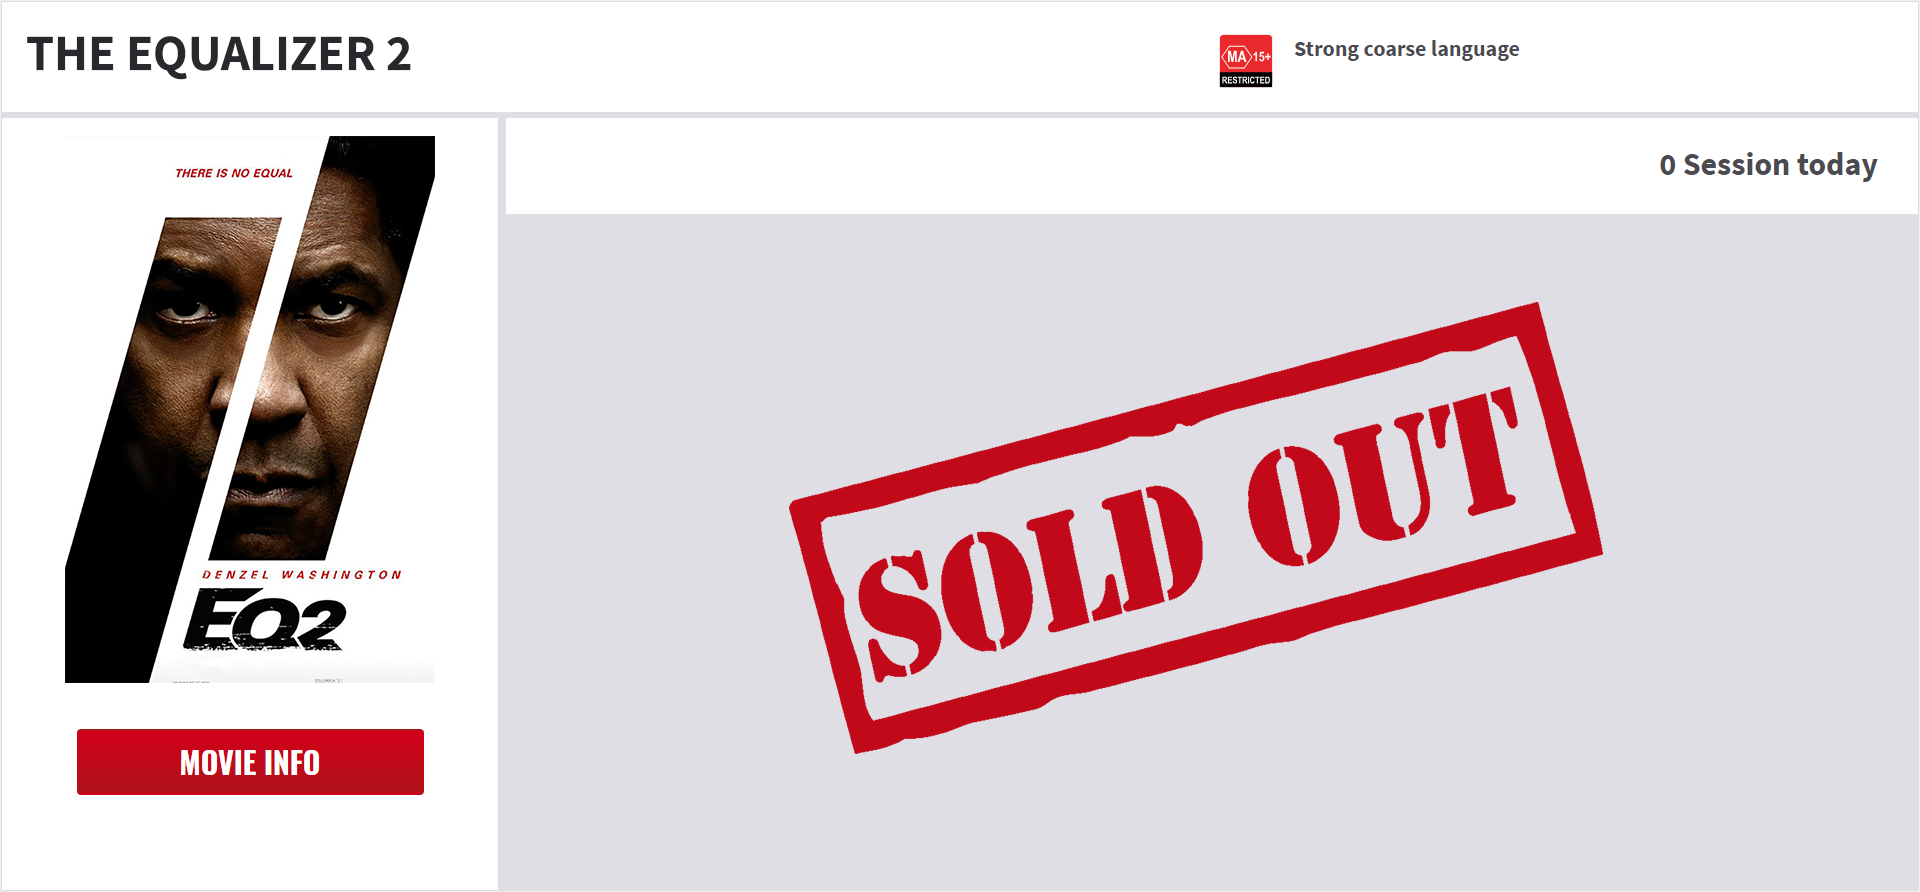 THE EQUALIZER 2
MA 15+
RESTRICTED
Strong coarse language
0 Session today
THERE IS NO EQUAL
DENZEL WASHINGTON
EQ2
MOVIE INFO
SOLD OUT